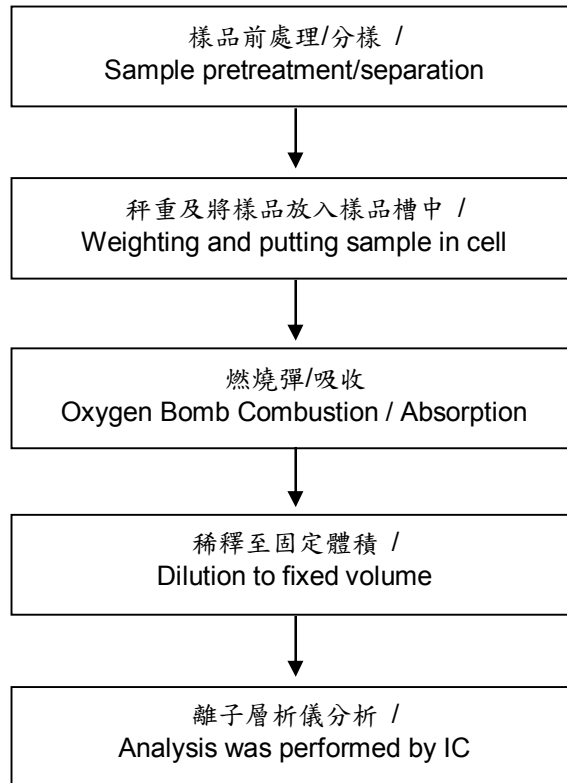 樣品前處理/分樣 /
Sample pretreatment/separation
秤重及將樣品放入樣品槽中 /
Weighting and putting sample in cell
燃燒彈/吸收
Oxygen Bomb Combustion / Absorption
稀釋至固定體積 /
Dilution to fixed volume
離子層析儀分析 /
Analysis was performed by IC